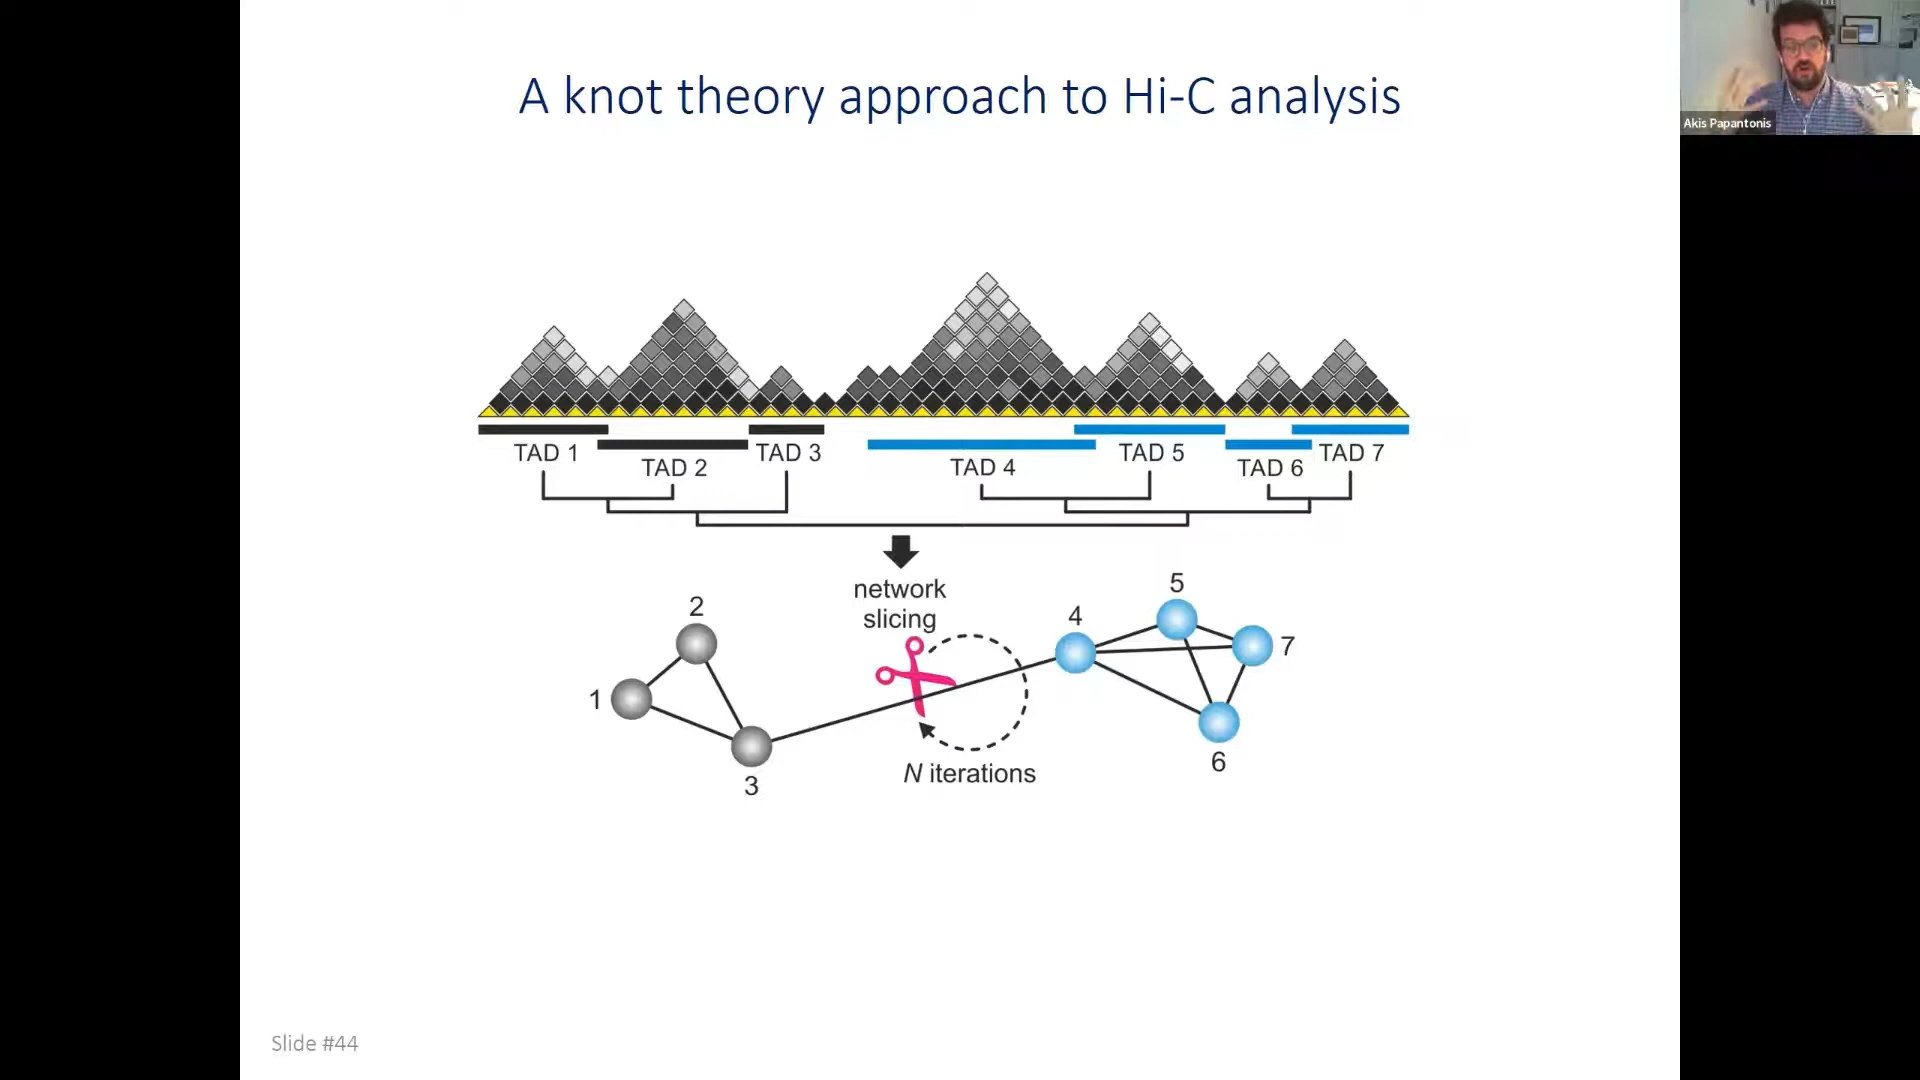 A knot theory approach to Hi-C analysis
Akis Papantonis
TAD 1
TAD 2
TAD 3
TAD 4
TAD 5
TAD 6
TAD 7
network
slicing
1
2
3
4
5
6
7
N iterations
Slide #44